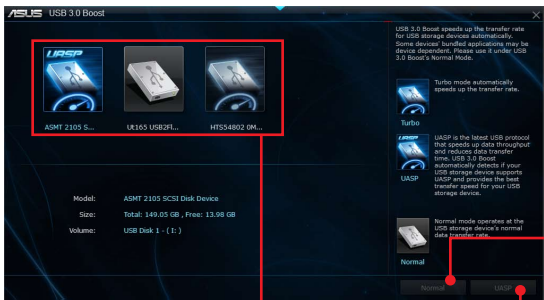 ASUS USB 3.0 Boost
USB 3.0 Boost speeds up the transfer rate
for USB storage devices automatically.
Some devices' bundled applications may be
device dependent. Please use it under USB
3.0 Boost's Normal Mode.
UASP
ASMT 2105 S...
Ut165 USB2Fl...
HTS54802 0M...
Turbo mode automatically
speeds up the transfer rate.
Turbo
UASP
UASP is the latest USB protocol
that speeds up data throughput
and reduces data transfer
time. USB 3.0 Boost
automatically detects if your
USB storage device supports
UASP and provides the best
transfer speed for your USB
storage device.
UASP
Model: ASMT 2105 SCSI Disk Device
Size: Total: 149.05 GB , Free: 13.98 GB
Volume: USB Disk 1 - ( I: )
Normal mode operates at the
USB storage device's normal
data transfer rate.
Normal
Normal
UASP